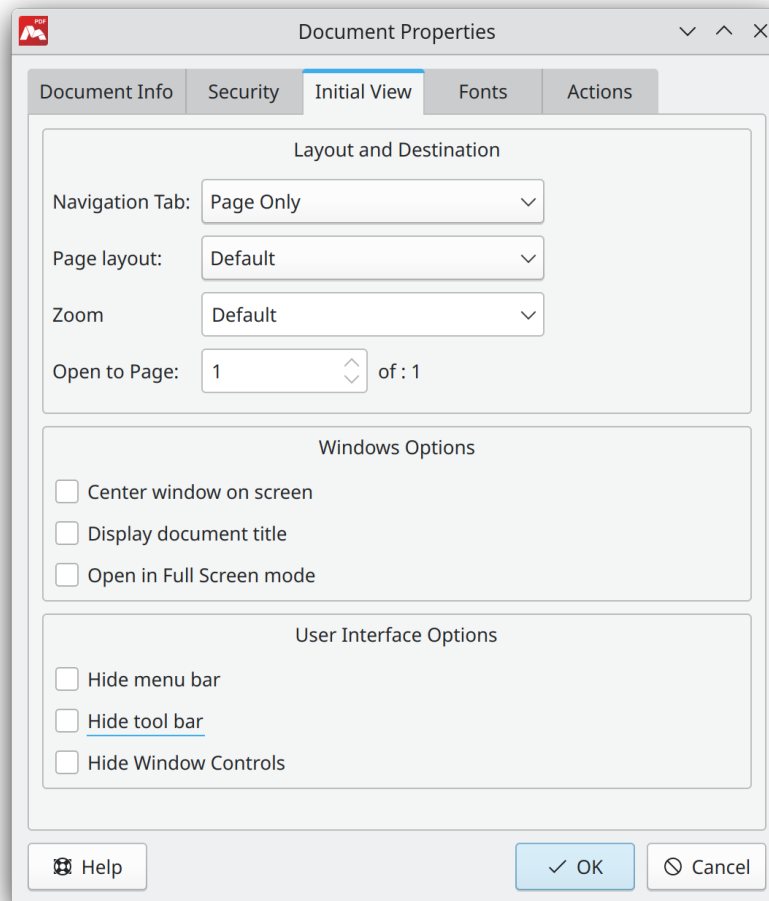 PDF
Document Properties
Document Info Security Initial View Fonts Actions
Layout and Destination
Navigation Tab: Page Only
Page layout: Default
Zoom Default
Open to Page: 1 of : 1
Windows Options
Center window on screen
Display document title
Open in Full Screen mode
User Interface Options
Hide menu bar
Hide tool bar
Hide Window Controls
Help OK Cancel